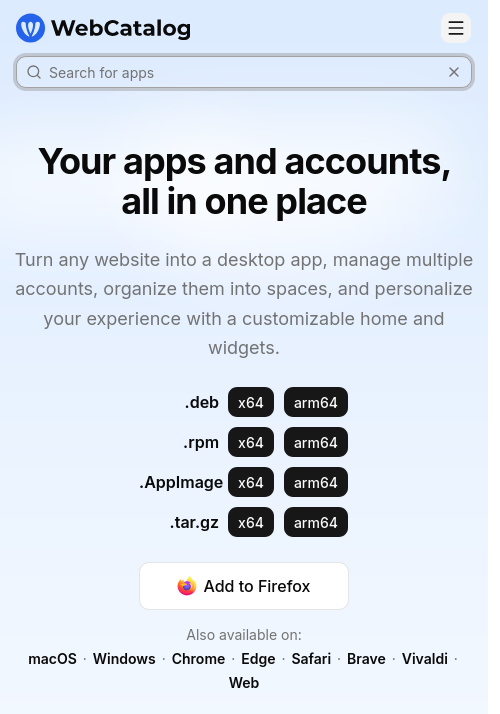 WebCatalog
Search for apps
Your apps and accounts,
all in one place
Turn any website into a desktop app, manage multiple
accounts, organize them into spaces, and personalize
your experience with a customizable home and
widgets.
.deb x64 arm64
.rpm x64 arm64
.AppImage x64 arm64
.tar.gz x64 arm64
Add to Firefox
Also available on:
macOS · Windows · Chrome · Edge · Safari · Brave · Vivaldi ·
Web